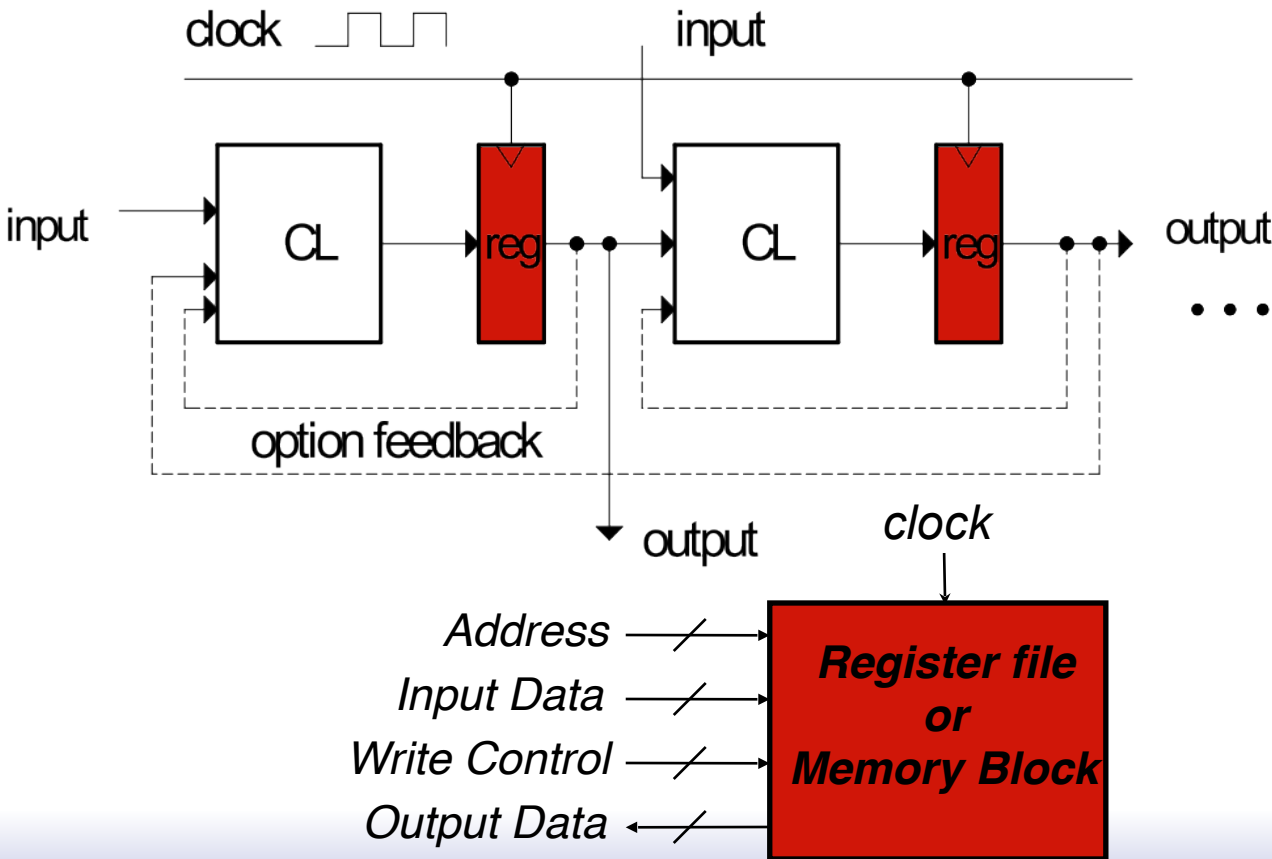 clock
input
input
CL
reg
CL
reg
output
option feedback
output
clock
Address
Input Data
Write Control
Output Data
Register file
or
Memory Block